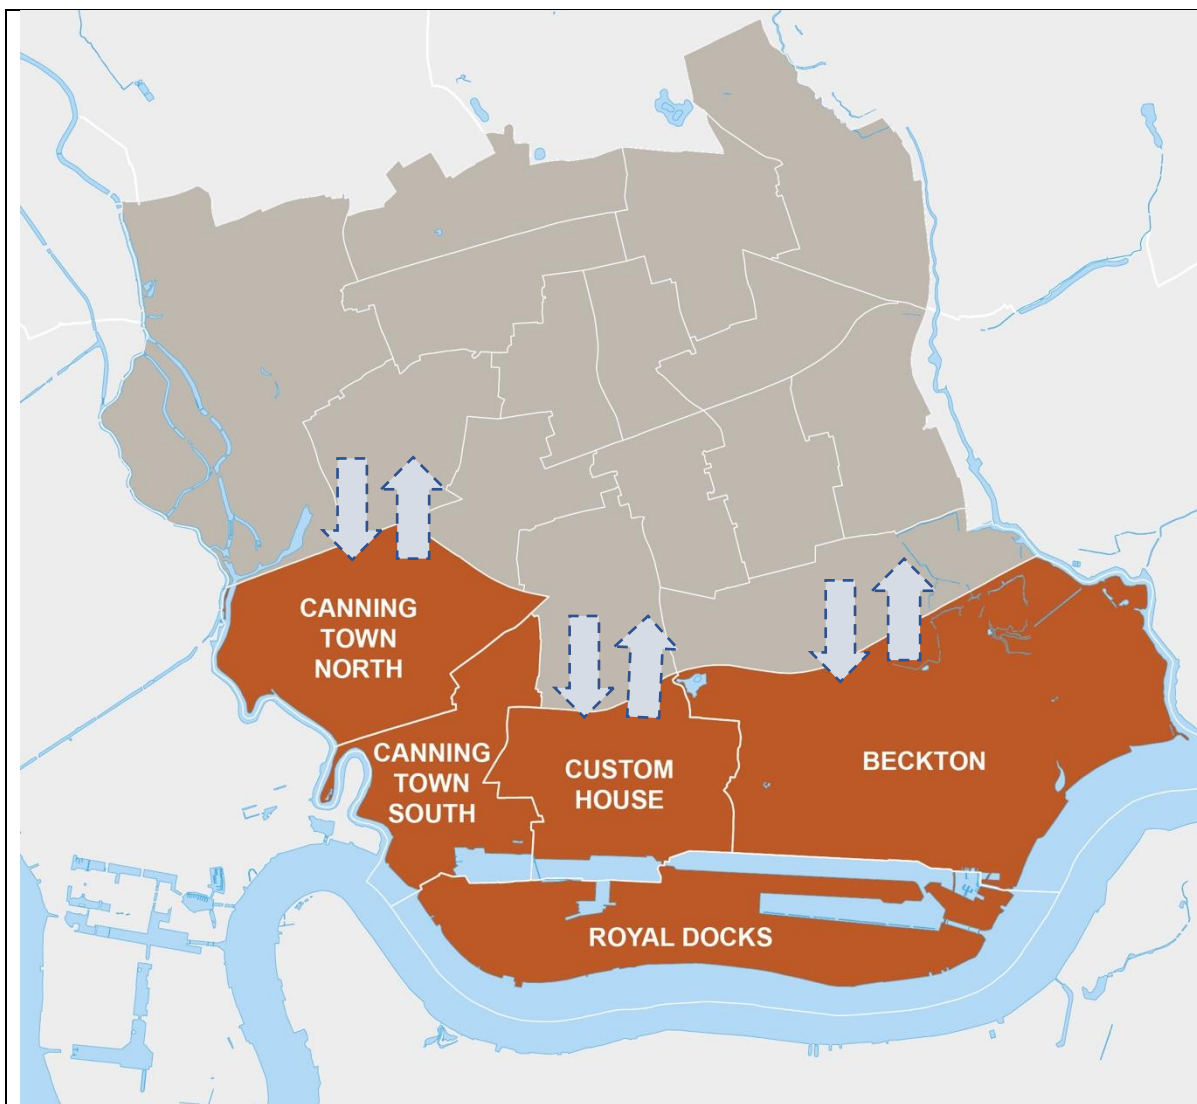 CANNING
TOWN
NORTH
CANNING
TOWN
SOUTH
CUSTOM
HOUSE
BECKTON
ROYAL DOCKS